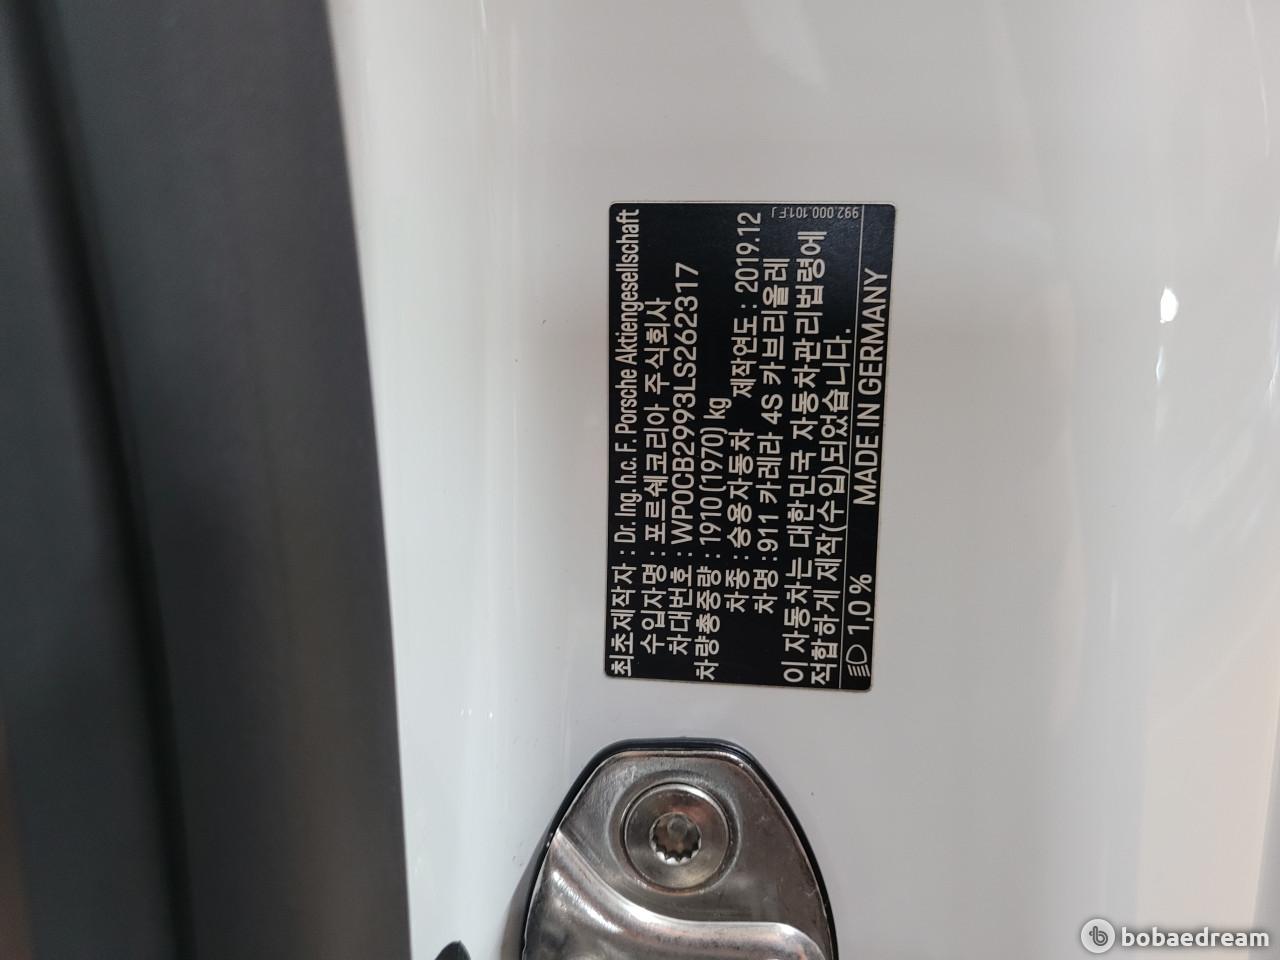 최초제작자 : Dr. Ing. h.c. F. Porsche Aktiengesellschaft
수입자명 : 포르쉐코리아 주식회사
차대번호 : WP0CB2993LS262317
차량총중량 : 1910 (1970) kg
차종 : 승용자동차 제작연도 : 2019.12
차명 : 911 카레라 4S 카브리올레
이 자동차는 대한민국 자동차관리법령에
적합하게 제작(수입)되었습니다.
992.000.101.FJ
1,0 % MADE IN GERMANY
bobaedream